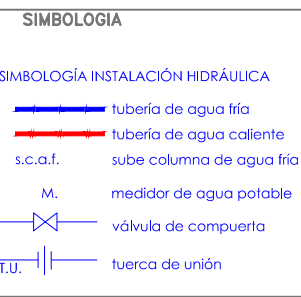 SIMBOLOGIA
SIMBOLOGÍA INSTALACIÓN HIDRÁULICA
tubería de agua fría
tubería de agua caliente
s.c.a.f. sube columna de agua fría
M. medidor de agua potable
válvula de compuerta
T.U. tuerca de unión